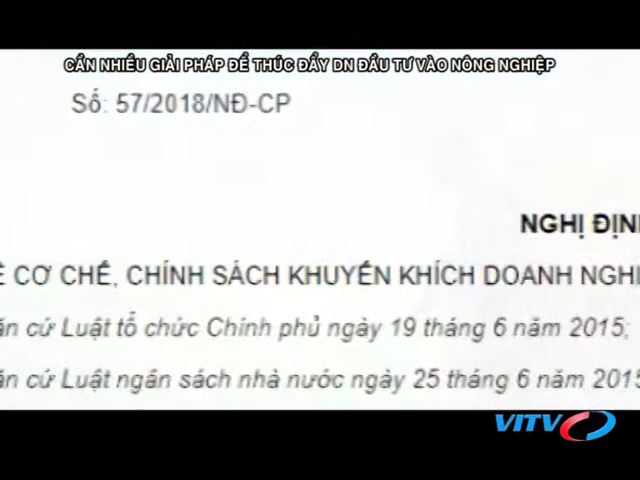 CẦN NHIỀU GIẢI PHÁP ĐỂ THÚC ĐẨY DN ĐẦU TƯ VÀO NÔNG NGHIỆP
Số: 57/2018/NĐ-CP
NGHỊ ĐỊN
Ề CƠ CHẾ, CHÍNH SÁCH KHUYẾN KHÍCH DOANH NGHI
ăn cứ Luật tổ chức Chính phủ ngày 19 tháng 6 năm 2015;
ăn cứ Luật ngân sách nhà nước ngày 25 tháng 6 năm 2015
VITV